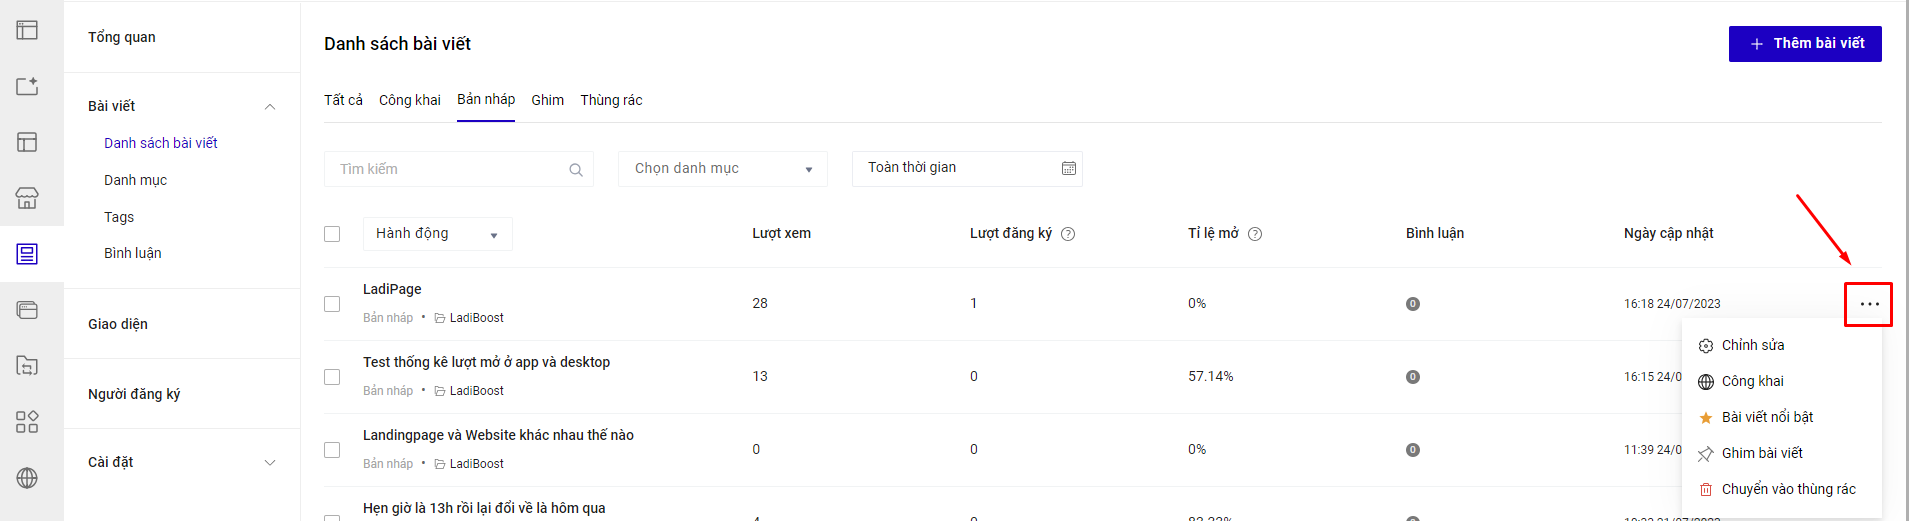 Tổng quan
Bài viết
Danh sách bài viết
Danh mục
Tags
Bình luận
Giao diện
Người đăng ký
Cài đặt
Danh sách bài viết
Thêm bài viết
Tất cả Công khai Bản nháp Ghim Thùng rác
Tìm kiếm Chọn danh mục Toàn thời gian
Hành động Lượt xem Lượt đăng ký Tỉ lệ mở Bình luận Ngày cập nhật
LadiPage
Bản nháp • LadiBoost
28 1 0% 0 16:18 24/07/2023
Test thống kê lượt mở ở app và desktop
Bản nháp • LadiBoost
13 0 57.14% 0 16:15 24/0
Landingpage và Website khác nhau thế nào
Bản nháp • LadiBoost
0 0 0% 0 11:39 24/0
Hẹn giờ là 13h rồi lại đổi về là hôm qua
Chỉnh sửa
Công khai
Bài viết nổi bật
Ghim bài viết
Chuyển vào thùng rác